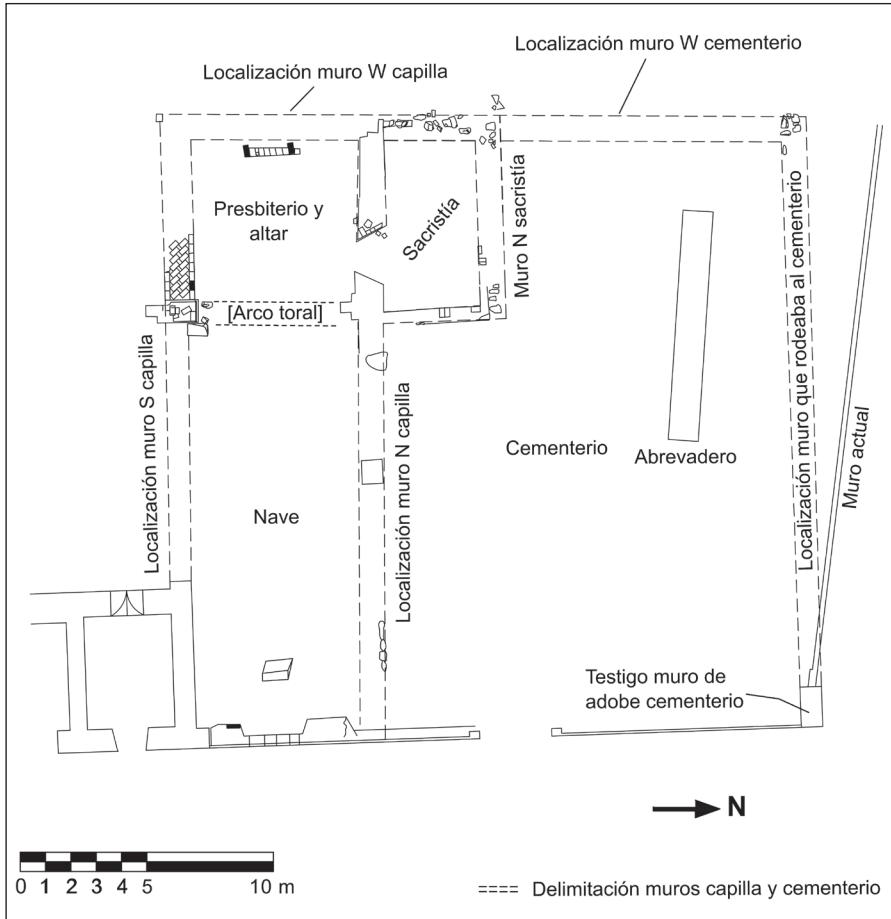 Localización muro W cementerio
Localización muro W capilla
Presbiterio y
altar
Sacristía
Muro N sacristía
Localización muro que rodeaba al cementerio
[Arco toral]
Localización muro S capilla
Localización muro N capilla
Cementerio
Abrevadero
Muro actual
Nave
Testigo muro de
adobe cementerio
N
0 1 2 3 4 5 10 m
==== Delimitación muros capilla y cementerio